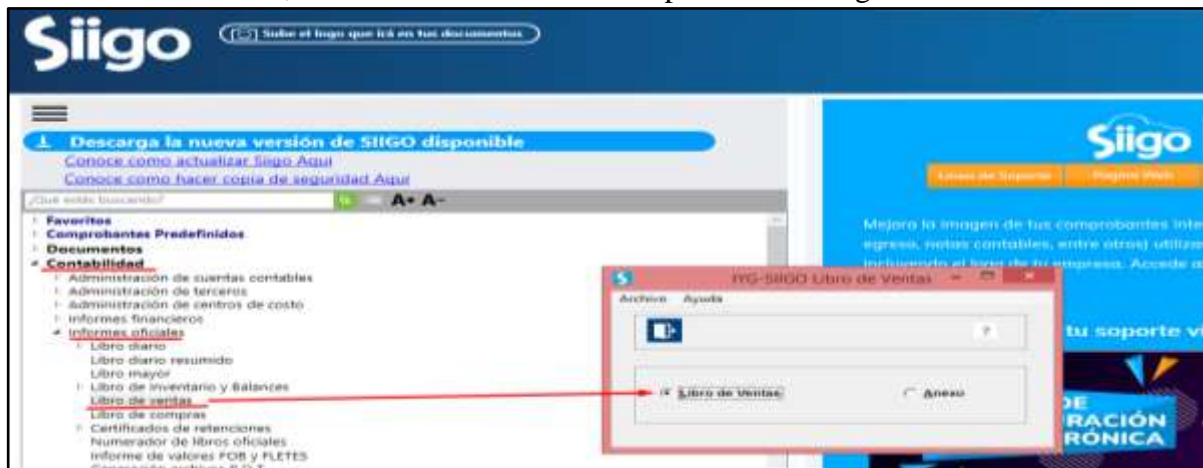 Siigo
Sube el logo que irá en tus documentos
Descarga la nueva versión de SIIGO disponible
Conoce como actualizar Siigo Aqui
Conoce como hacer copia de seguridad Aqui
¿Qué estás buscando?
A+ A-
Favoritos
Comprobantes Predefinidos
Documentos
Contabilidad
Administración de cuentas contables
Administración de terceros
Administración de centros de costo
Informes financieros
Informes oficiales
Libro diario
Libro diario resumido
Libro mayor
Libro de inventario y Balances
Libro de ventas
Libro de compras
Certificados de retenciones
Numerador de libros oficiales
Informe de valores FOB y FLETES
Siigo
Líneas de Soporte
Página Web
Mejora la imagen de tus comprobantes
egreso, notas contables, entre otros)
incluyendo el logo de tu empresa. Accede
tu soporte
DE
RACIÓN
RÓNICA
SIIGO Libro de Ventas
Archivo Ayuda
?
Libro de Ventas
Anexo